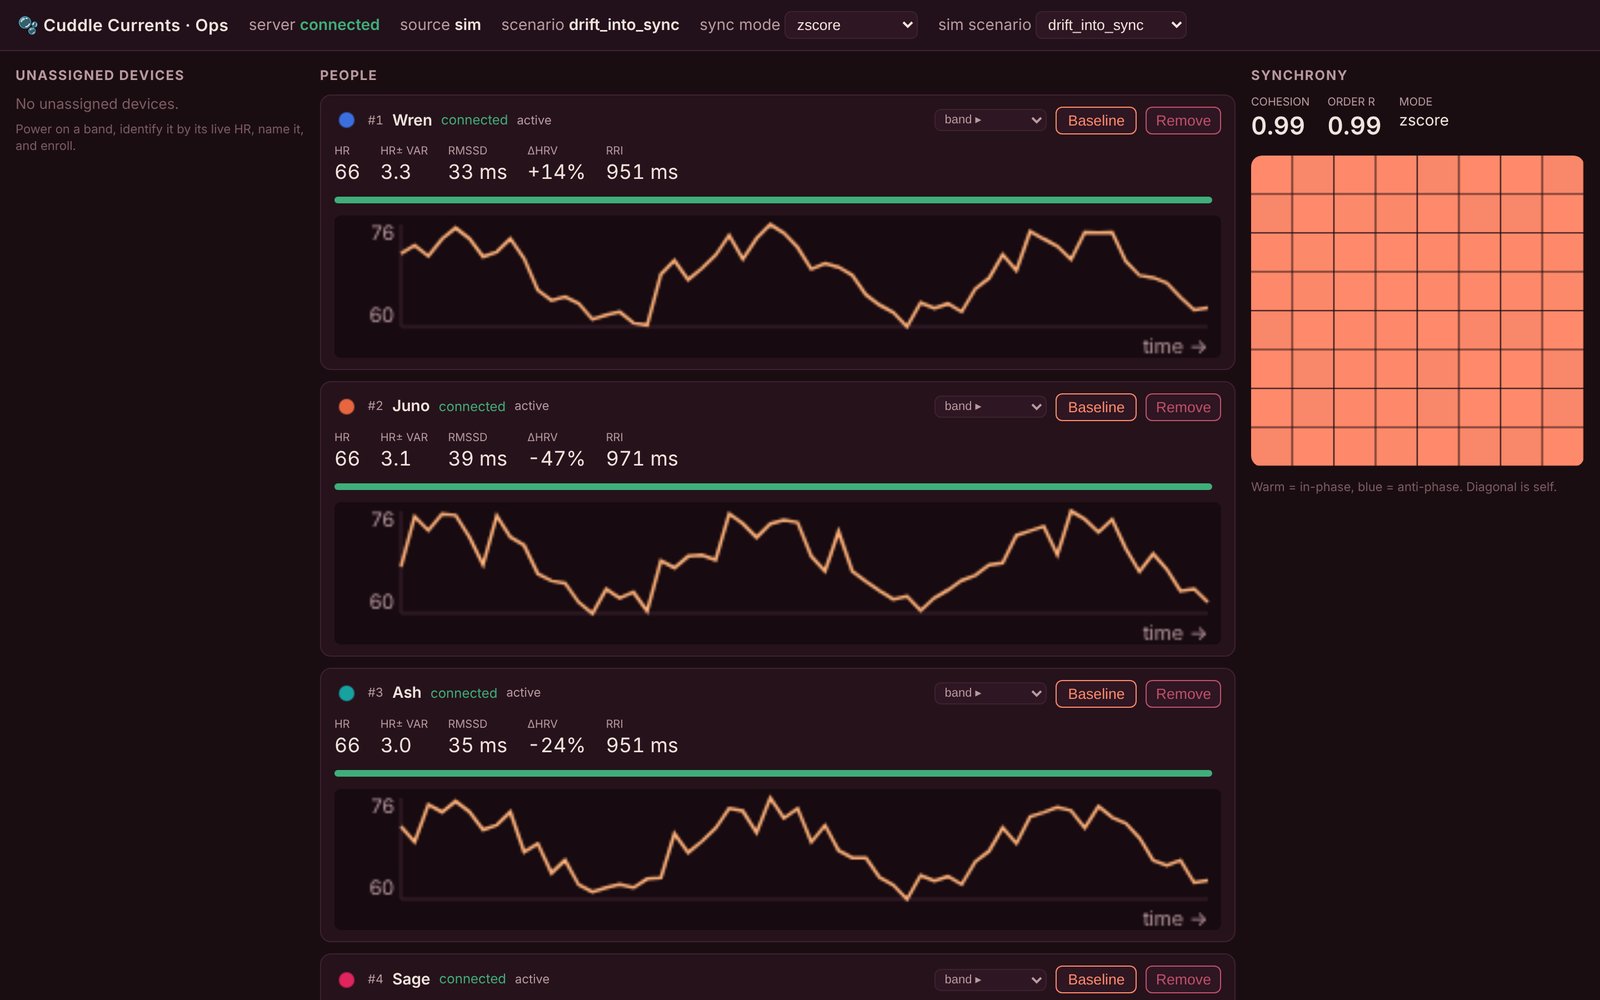 Cuddle Currents · Ops server connected source sim scenario drift_into_sync sync mode zscore sim scenario drift_into_sync
UNASSIGNED DEVICES
No unassigned devices.
Power on a band, identify it by its live HR, name it,
and enroll.
PEOPLE
#1 Wren connected active band ▸ Baseline Remove
HR HR± VAR RMSSD ΔHRV RRI
66 3.3 33 ms +14% 951 ms
76
60
time →
#2 Juno connected active band ▸ Baseline Remove
HR HR± VAR RMSSD ΔHRV RRI
66 3.1 39 ms -47% 971 ms
76
60
time →
#3 Ash connected active band ▸ Baseline Remove
HR HR± VAR RMSSD ΔHRV RRI
66 3.0 35 ms -24% 951 ms
76
60
time →
#4 Sage connected active band ▸ Baseline Remove
SYNCHRONY
COHESION ORDER R MODE
0.99 0.99 zscore
Warm = in-phase, blue = anti-phase. Diagonal is self.